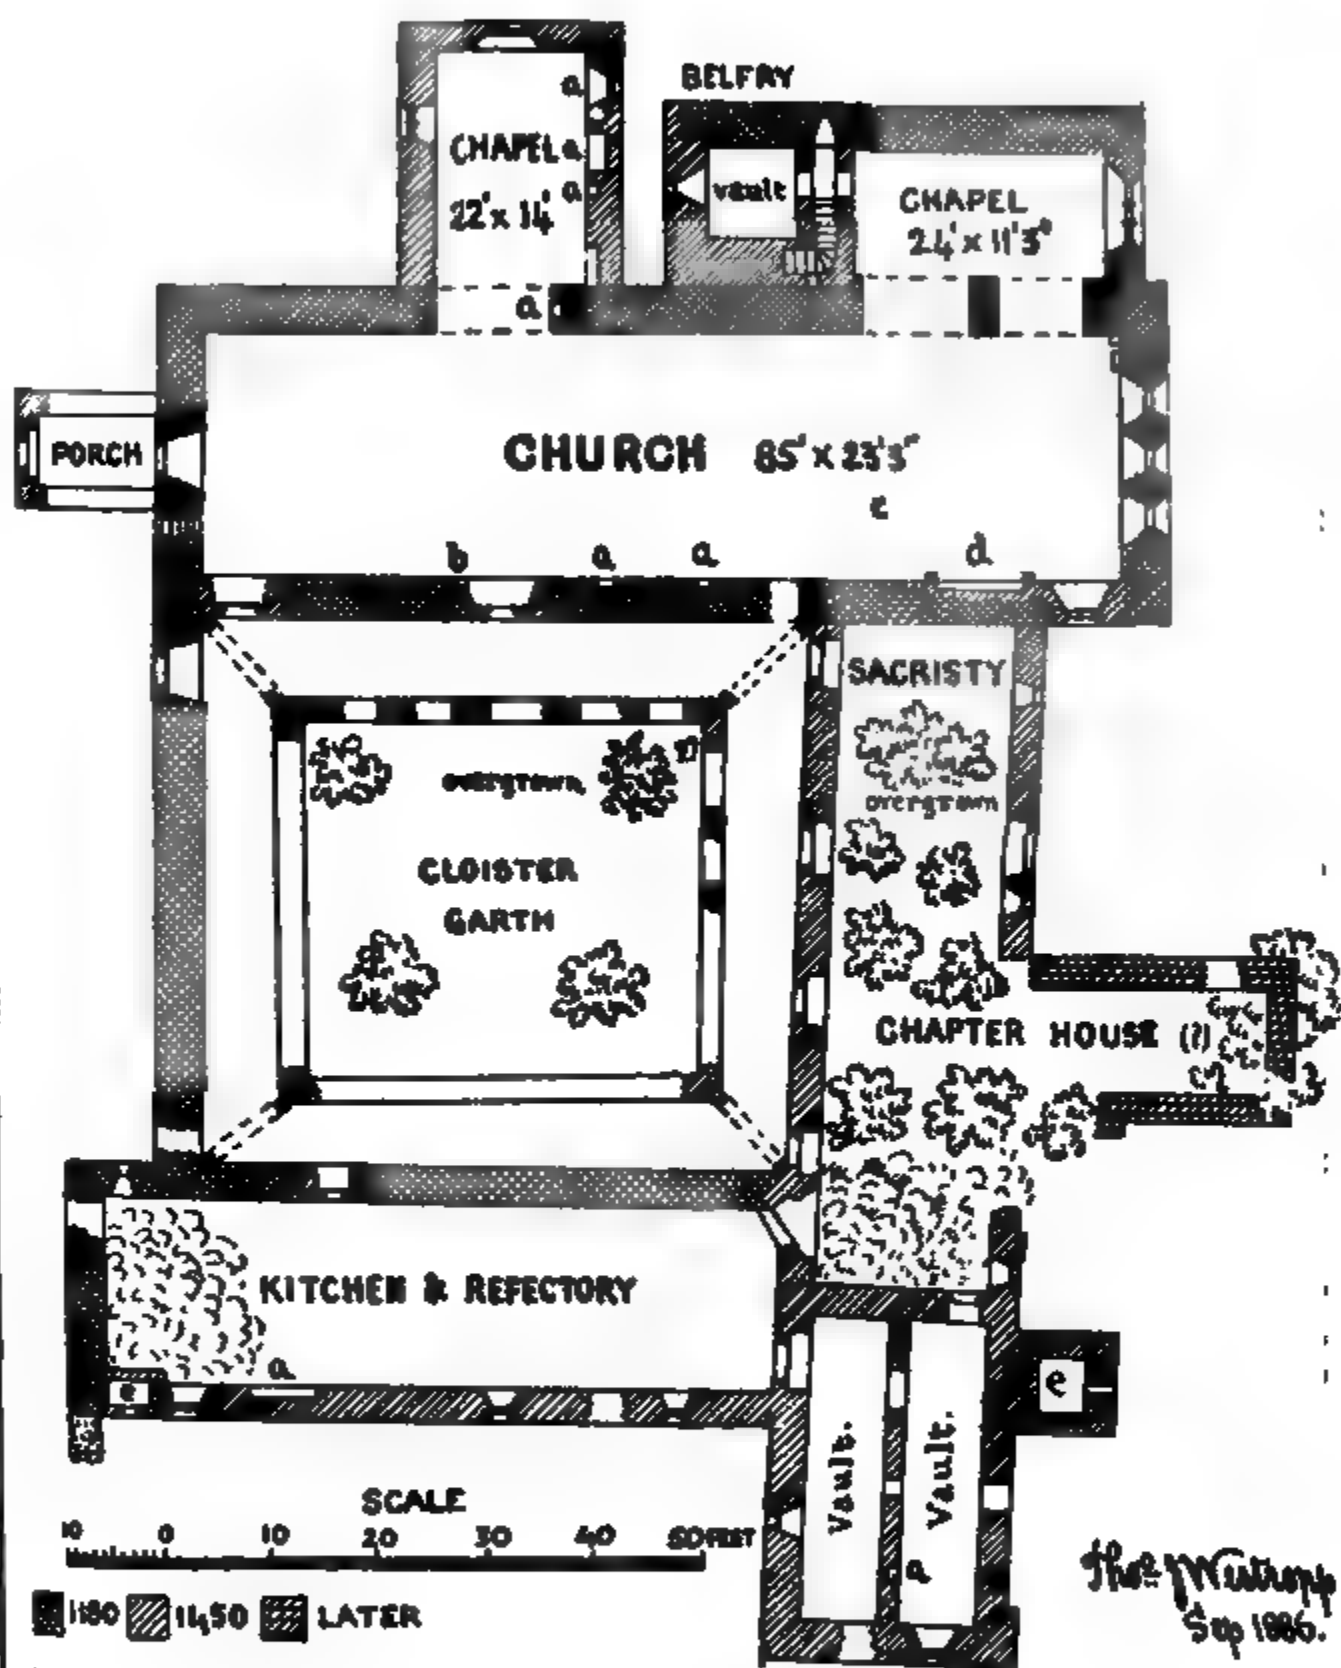 BELFRY
a
CHAPEL a
a
22' x 14'
vault
CHAPEL
24' x 11'3"
a
PORCH
CHURCH 85' x 23'3"
c
b a a d
SACRISTY
overgrown
overgrown
CLOISTER
GARTH
CHAPTER HOUSE (?)
KITCHEN & REFECTORY
a
e
e
Vault.
Vault.
a
SCALE
10 0 10 20 30 40 50 FEET
1180 1450 LATER
Thos. J Westropp
Sep 1886.